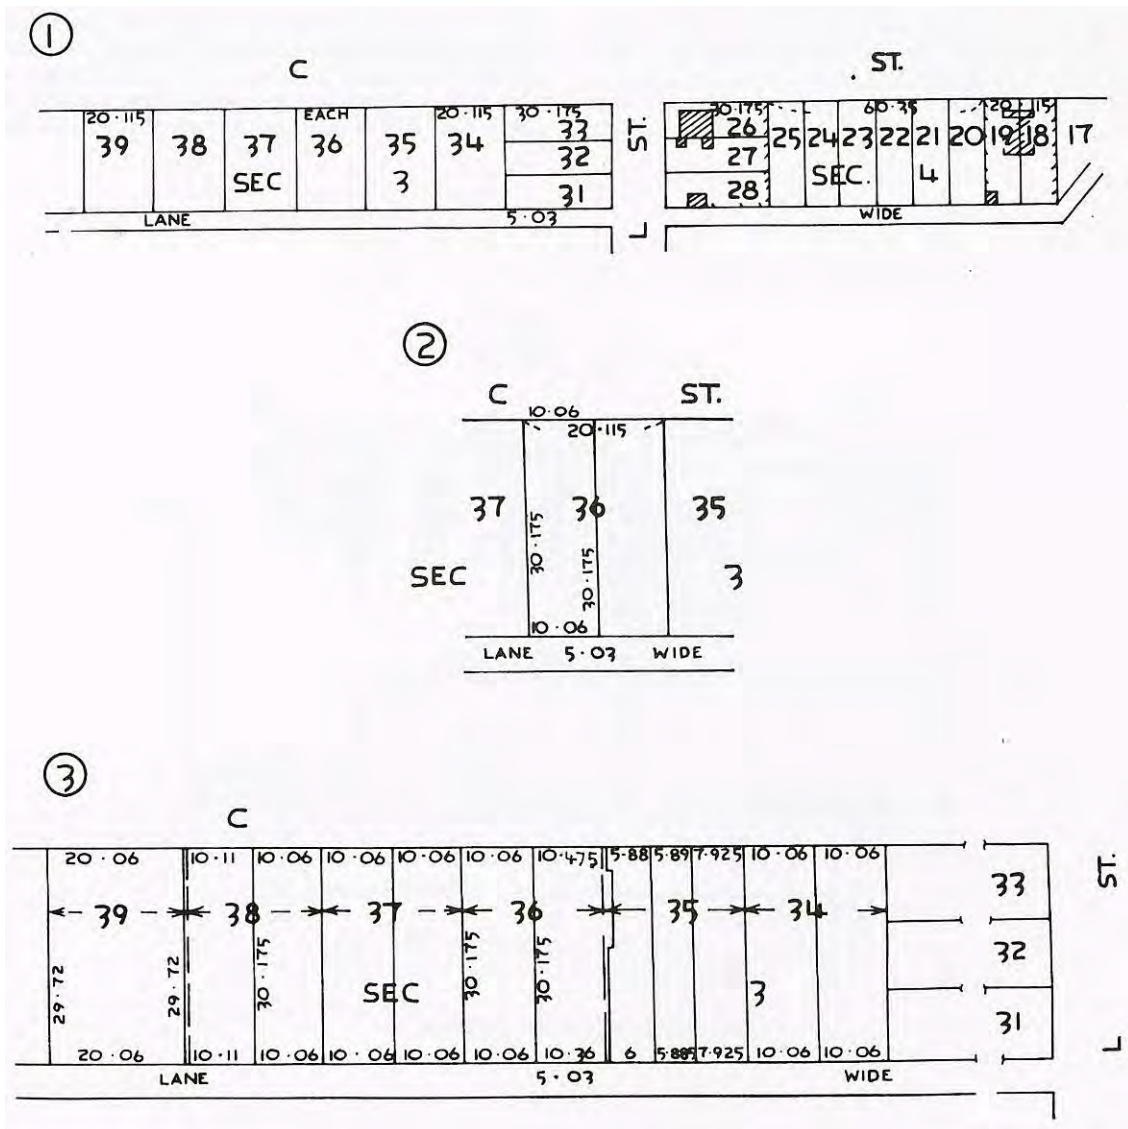 1
C ST.
20·115 EACH 20·115 30·175 30·175 60·35 20 15
39 38 37 36 35 34 33 ST. 26 25 24 23 22 21 20 19 18 17
32 27
SEC 3 31 28 SEC. 4
LANE 5·03 L WIDE
2
C ST.
10·06
20·115
37 36 35
30·175 30·175
SEC 3
10·06
LANE 5·03 WIDE
3
C
20·06 10·11 10·06 10·06 10·06 10·06 10·475 5·88 5·89 7·925 10·06 10·06 ST.
33
39 38 37 36 35 34
32
29·72 29·72 30·175 30·175 30·175
SEC 3
31
20·06 10·11 10·06 10·06 10·06 10·06 10·36 6 5·885 7·925 10·06 10·06 L
LANE 5·03 WIDE